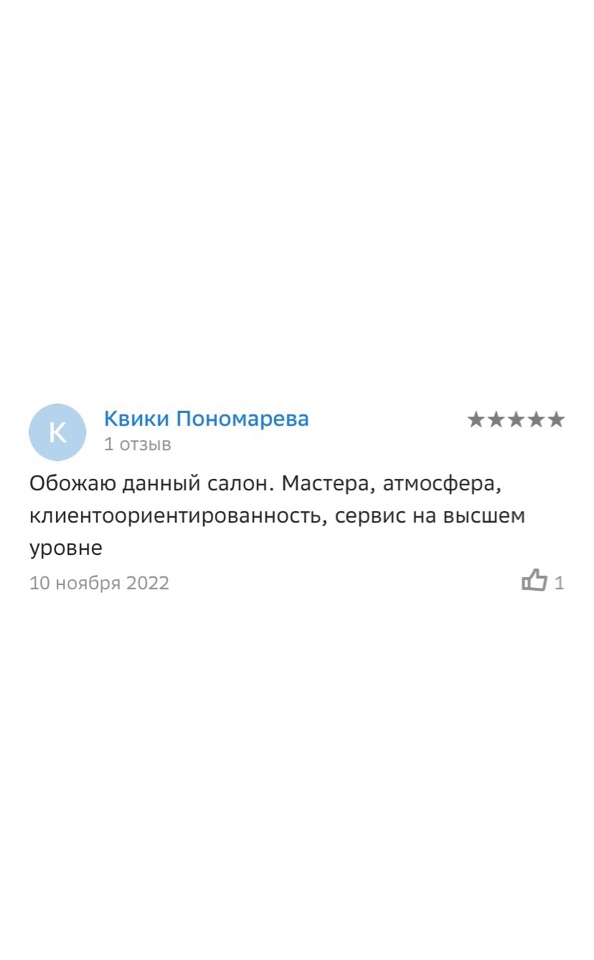 К
Квики Пономарева
1 отзыв
Обожаю данный салон. Мастера, атмосфера,
клиентоориентированность, сервис на высшем
уровне
10 ноября 2022
1